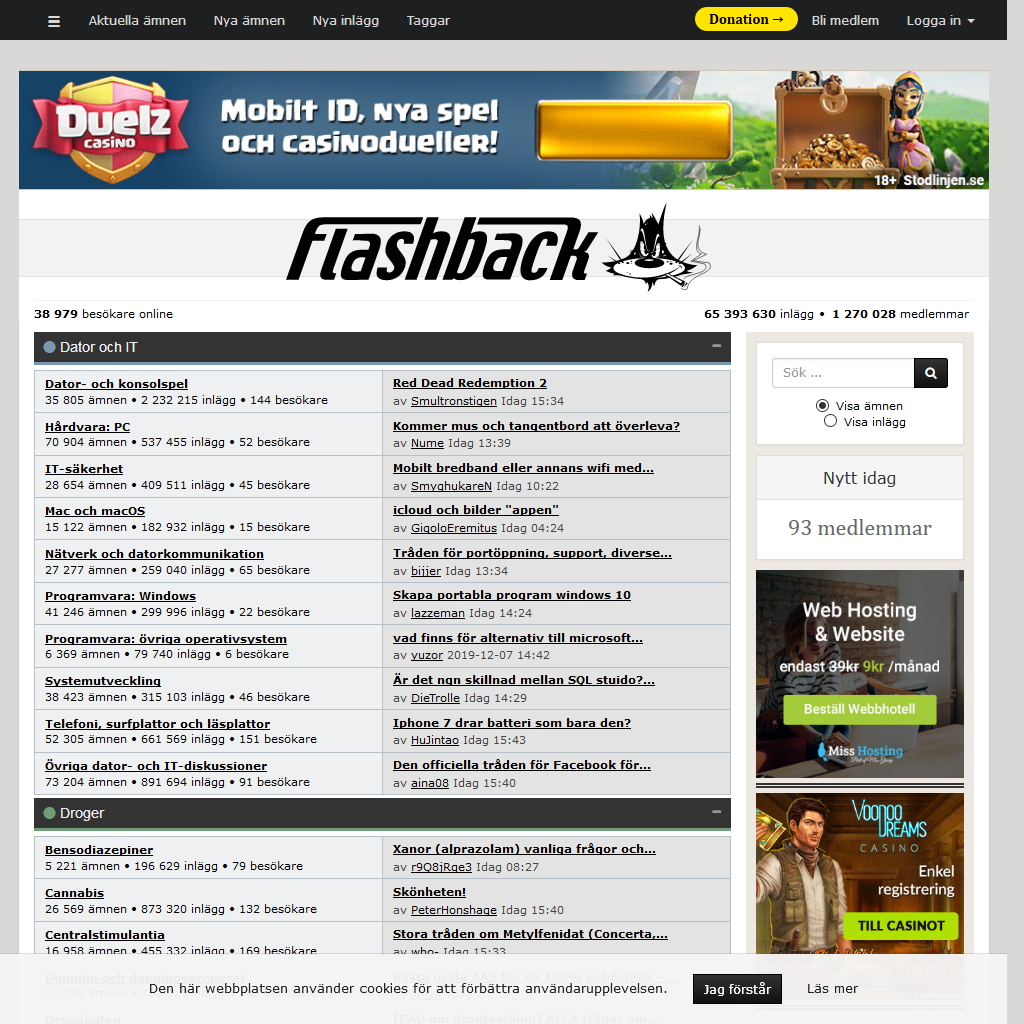 Aktuella ämnen Nya ämnen Nya inlägg Taggar Donation → Bli medlem Logga in
Duelz
CASINO
Mobilt ID, nya spel
och casinodueller!
18+ Stodlinjen.se
flashback
38 979 besökare online 65 393 630 inlägg • 1 270 028 medlemmar
Dator och IT
Dator- och konsolspel
35 805 ämnen • 2 232 215 inlägg • 144 besökare
Red Dead Redemption 2
av Smultronstigen Idag 15:34
Hårdvara: PC
70 904 ämnen • 537 455 inlägg • 52 besökare
Kommer mus och tangentbord att överleva?
av Nume Idag 13:39
IT-säkerhet
28 654 ämnen • 409 511 inlägg • 45 besökare
Mobilt bredband eller annans wifi med...
av SmyghukareN Idag 10:22
Mac och macOS
15 122 ämnen • 182 932 inlägg • 15 besökare
icloud och bilder "appen"
av GigoloEremitus Idag 04:24
Nätverk och datorkommunikation
27 277 ämnen • 259 040 inlägg • 65 besökare
Tråden för portöppning, support, diverse...
av bijjer Idag 13:34
Programvara: Windows
41 246 ämnen • 299 996 inlägg • 22 besökare
Skapa portabla program windows 10
av lazzeman Idag 14:24
Programvara: övriga operativsystem
6 369 ämnen • 79 740 inlägg • 6 besökare
vad finns för alternativ till microsoft...
av yuzor 2019-12-07 14:42
Systemutveckling
38 423 ämnen • 315 103 inlägg • 46 besökare
Är det ngn skillnad mellan SQL stuido?...
av DieTrolle Idag 14:29
Telefoni, surfplattor och läsplattor
52 305 ämnen • 661 569 inlägg • 151 besökare
Iphone 7 drar batteri som bara den?
av HuJintao Idag 15:43
Övriga dator- och IT-diskussioner
73 204 ämnen • 891 694 inlägg • 91 besökare
Den officiella tråden för Facebook för...
av aina08 Idag 15:40
Droger
Bensodiazepiner
5 221 ämnen • 196 629 inlägg • 79 besökare
Xanor (alprazolam) vanliga frågor och...
av r9Q8jRge3 Idag 08:27
Cannabis
26 569 ämnen • 873 320 inlägg • 132 besökare
Skönheten!
av PeterHonshage Idag 15:40
Centralstimulantia
16 958 ämnen • 455 332 inlägg • 169 besökare
Stora tråden om Metylfenidat (Concerta,...
av who- Idag 15:33
Sök ...
Visa ämnen
Visa inlägg
Nytt idag
93 medlemmar
Web Hosting
& Website
endast 39kr 9kr /månad
Beställ Webbhotell
Miss Hosting
VOODOO
DREAMS
CASINO
Enkel
registrering
TILL CASINOT
Den här webbplatsen använder cookies för att förbättra användarupplevelsen. Jag förstår Läs mer